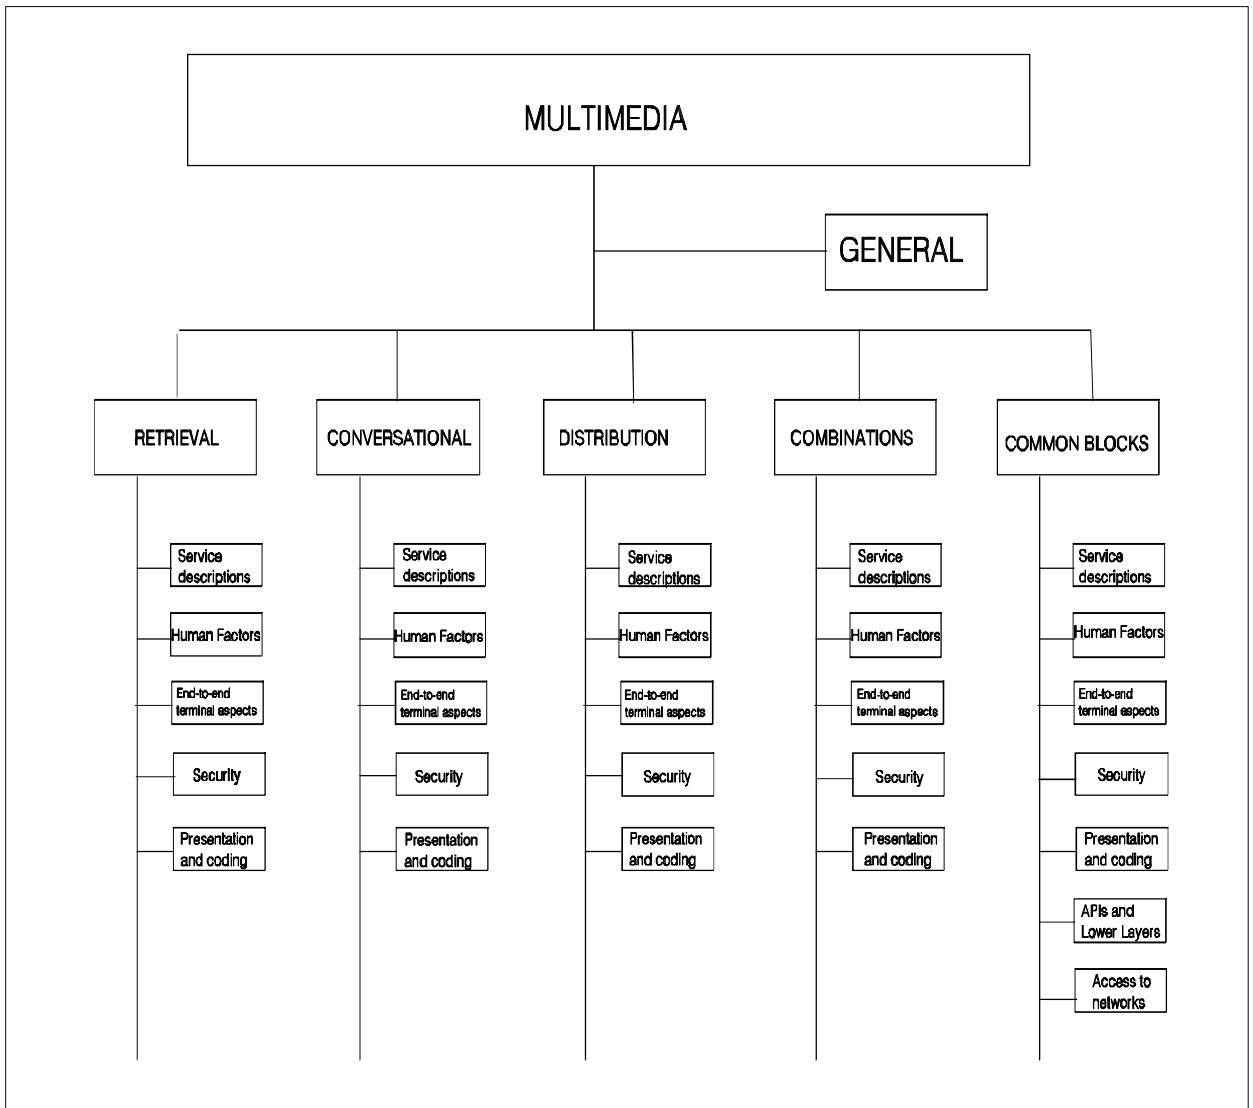 MULTIMEDIA
GENERAL
RETRIEVAL
CONVERSATIONAL
DISTRIBUTION
COMBINATIONS
COMMON BLOCKS
Service
descriptions
Human Factors
End-to-end
terminal aspects
Security
Presentation
and coding
Service
descriptions
Human Factors
End-to-end
terminal aspects
Security
Presentation
and coding
Service
descriptions
Human Factors
End-to-end
terminal aspects
Security
Presentation
and coding
Service
descriptions
Human Factors
End-to-end
terminal aspects
Security
Presentation
and coding
Service
descriptions
Human Factors
End-to-end
terminal aspects
Security
Presentation
and coding
APIs and
Lower Layers
Access to
networks